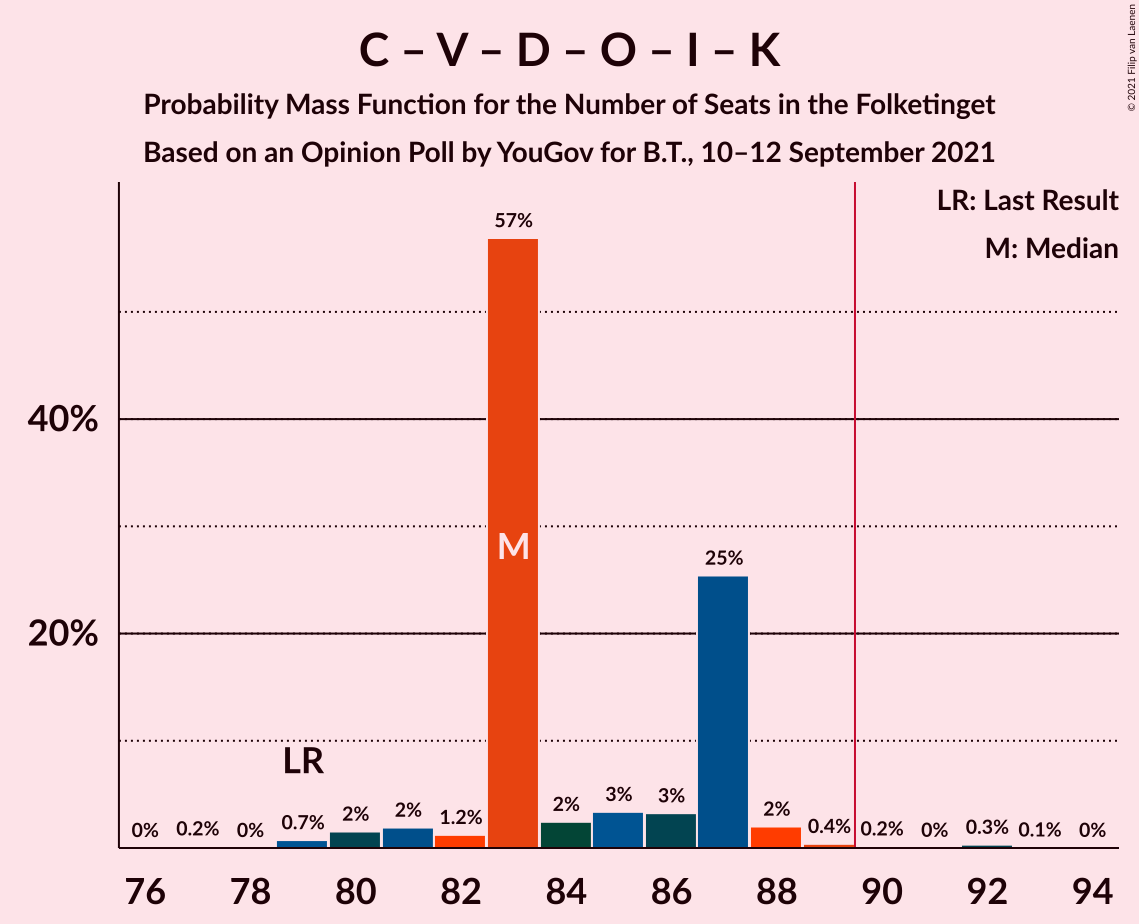 C – V – D – O – I – K
Probability Mass Function for the Number of Seats in the Folketinget
Based on an Opinion Poll by YouGov for B.T., 10–12 September 2021
© 2021 Filip van Laenen
LR: Last Result
M: Median
57%
40%
M
25%
20%
LR
0% 0.2% 0% 0.7% 2% 2% 1.2% 2% 3% 3% 2% 0.4% 0.2% 0% 0.3% 0.1% 0%
76 78 80 82 84 86 88 90 92 94